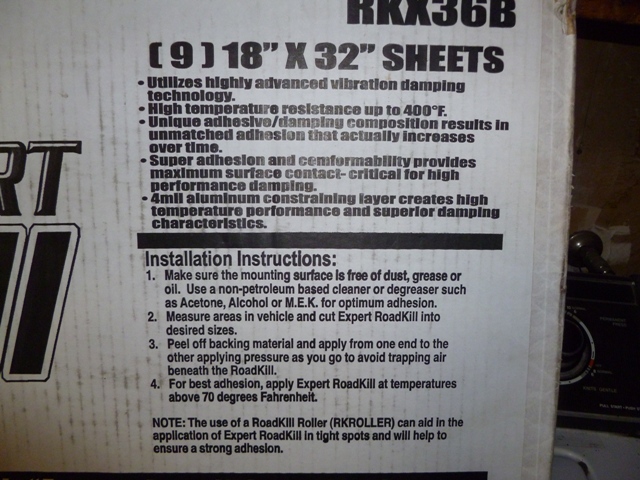 RKX36B
( 9 ) 18" X 32" SHEETS
• Utilizes highly advanced vibration damping
technology.
• High temperature resistance up to 400°F.
• Unique adhesive/damping composition results in
unmatched adhesion that actually increases
over time.
• Super adhesion and comformability provides
maximum surface contact- critical for high
performance damping.
• 4mil aluminum constraining layer creates high
temperature performance and superior damping
characteristics.
RT
ll
Installation Instructions:
1. Make sure the mounting surface is free of dust, grease or
oil. Use a non-petroleum based cleaner or degreaser such
as Acetone, Alcohol or M.E.K. for optimum adhesion.
2. Measure areas in vehicle and cut Expert RoadKill into
desired sizes.
3. Peel off backing material and apply from one end to the
other applying pressure as you go to avoid trapping air
beneath the RoadKill.
4. For best adhesion, apply Expert RoadKill at temperatures
above 70 degrees Fahrenheit.
NOTE: The use of a RoadKill Roller (RKROLLER) can aid in the
application of Expert RoadKill in tight spots and will help to
ensure a strong adhesion.